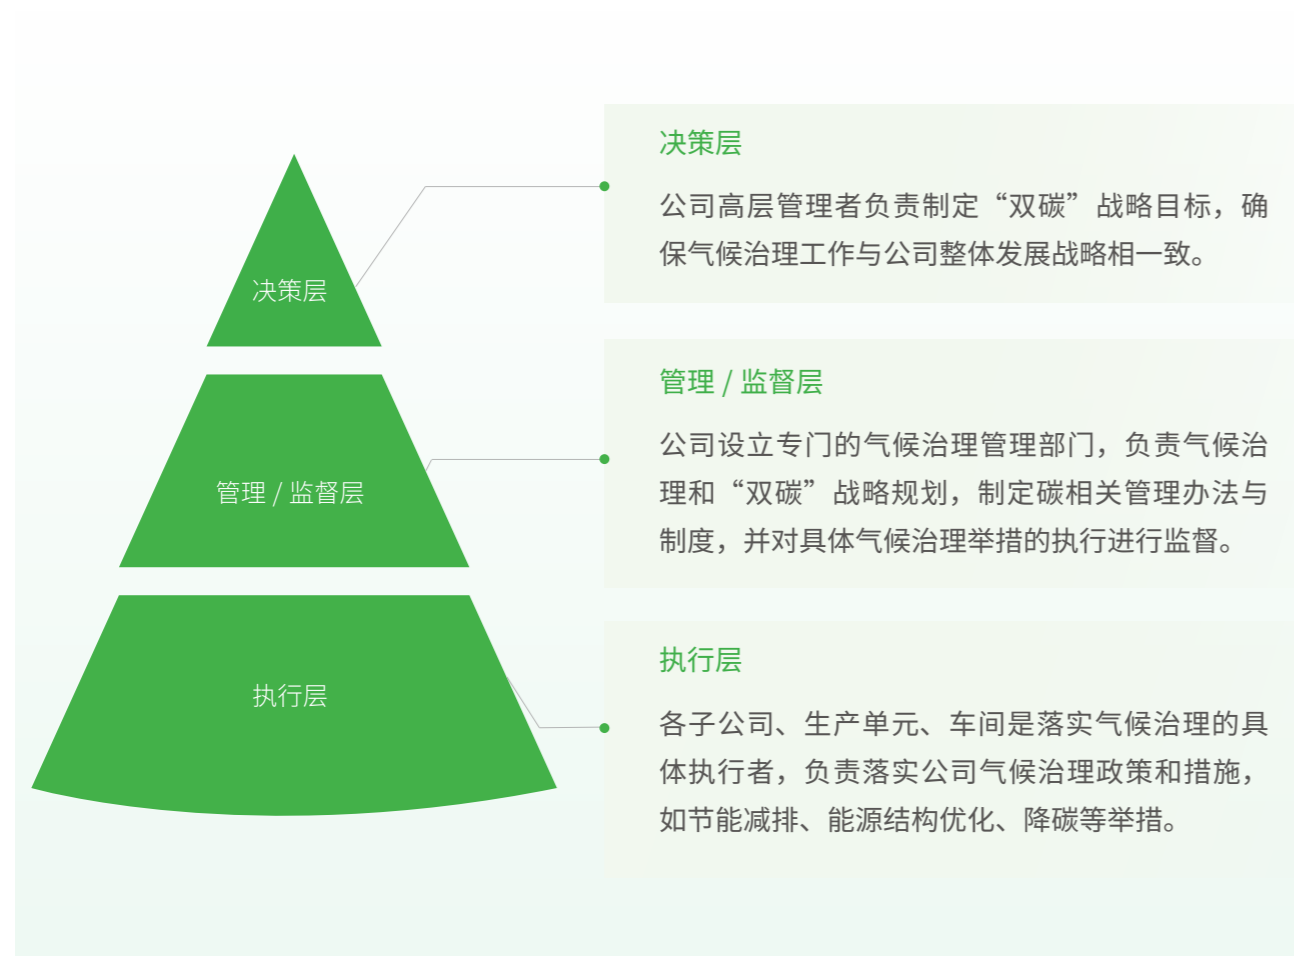 决策层
管理 / 监督层
执行层
决策层
公司高层管理者负责制定“双碳”战略目标，确
保气候治理工作与公司整体发展战略相一致。
管理 / 监督层
公司设立专门的气候治理管理部门，负责气候治
理和“双碳”战略规划，制定碳相关管理办法与
制度，并对具体气候治理举措的执行进行监督。
执行层
各子公司、生产单元、车间是落实气候治理的具
体执行者，负责落实公司气候治理政策和措施，
如节能减排、能源结构优化、降碳等举措。